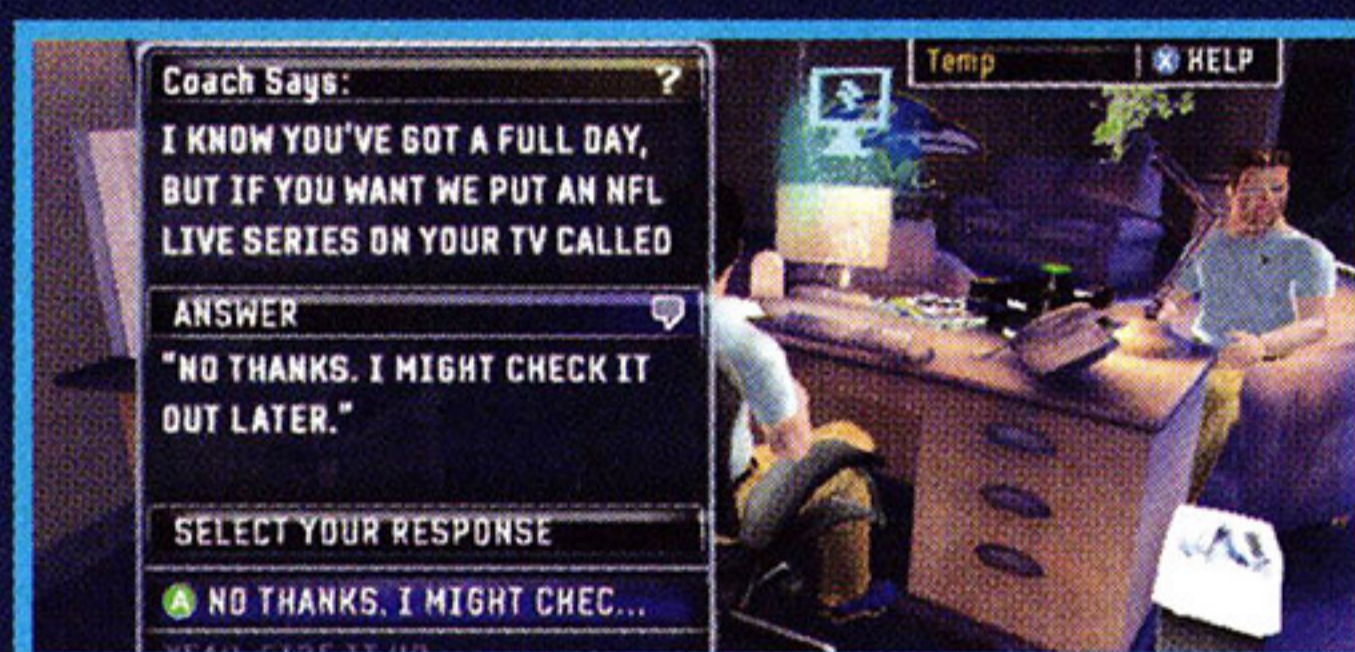 Coach Says: ?
I KNOW YOU'VE GOT A FULL DAY,
BUT IF YOU WANT WE PUT AN NFL
LIVE SERIES ON YOUR TV CALLED
ANSWER
"NO THANKS. I MIGHT CHECK IT
OUT LATER."
SELECT YOUR RESPONSE
A NO THANKS. I MIGHT CHEC...
Temp
X HELP